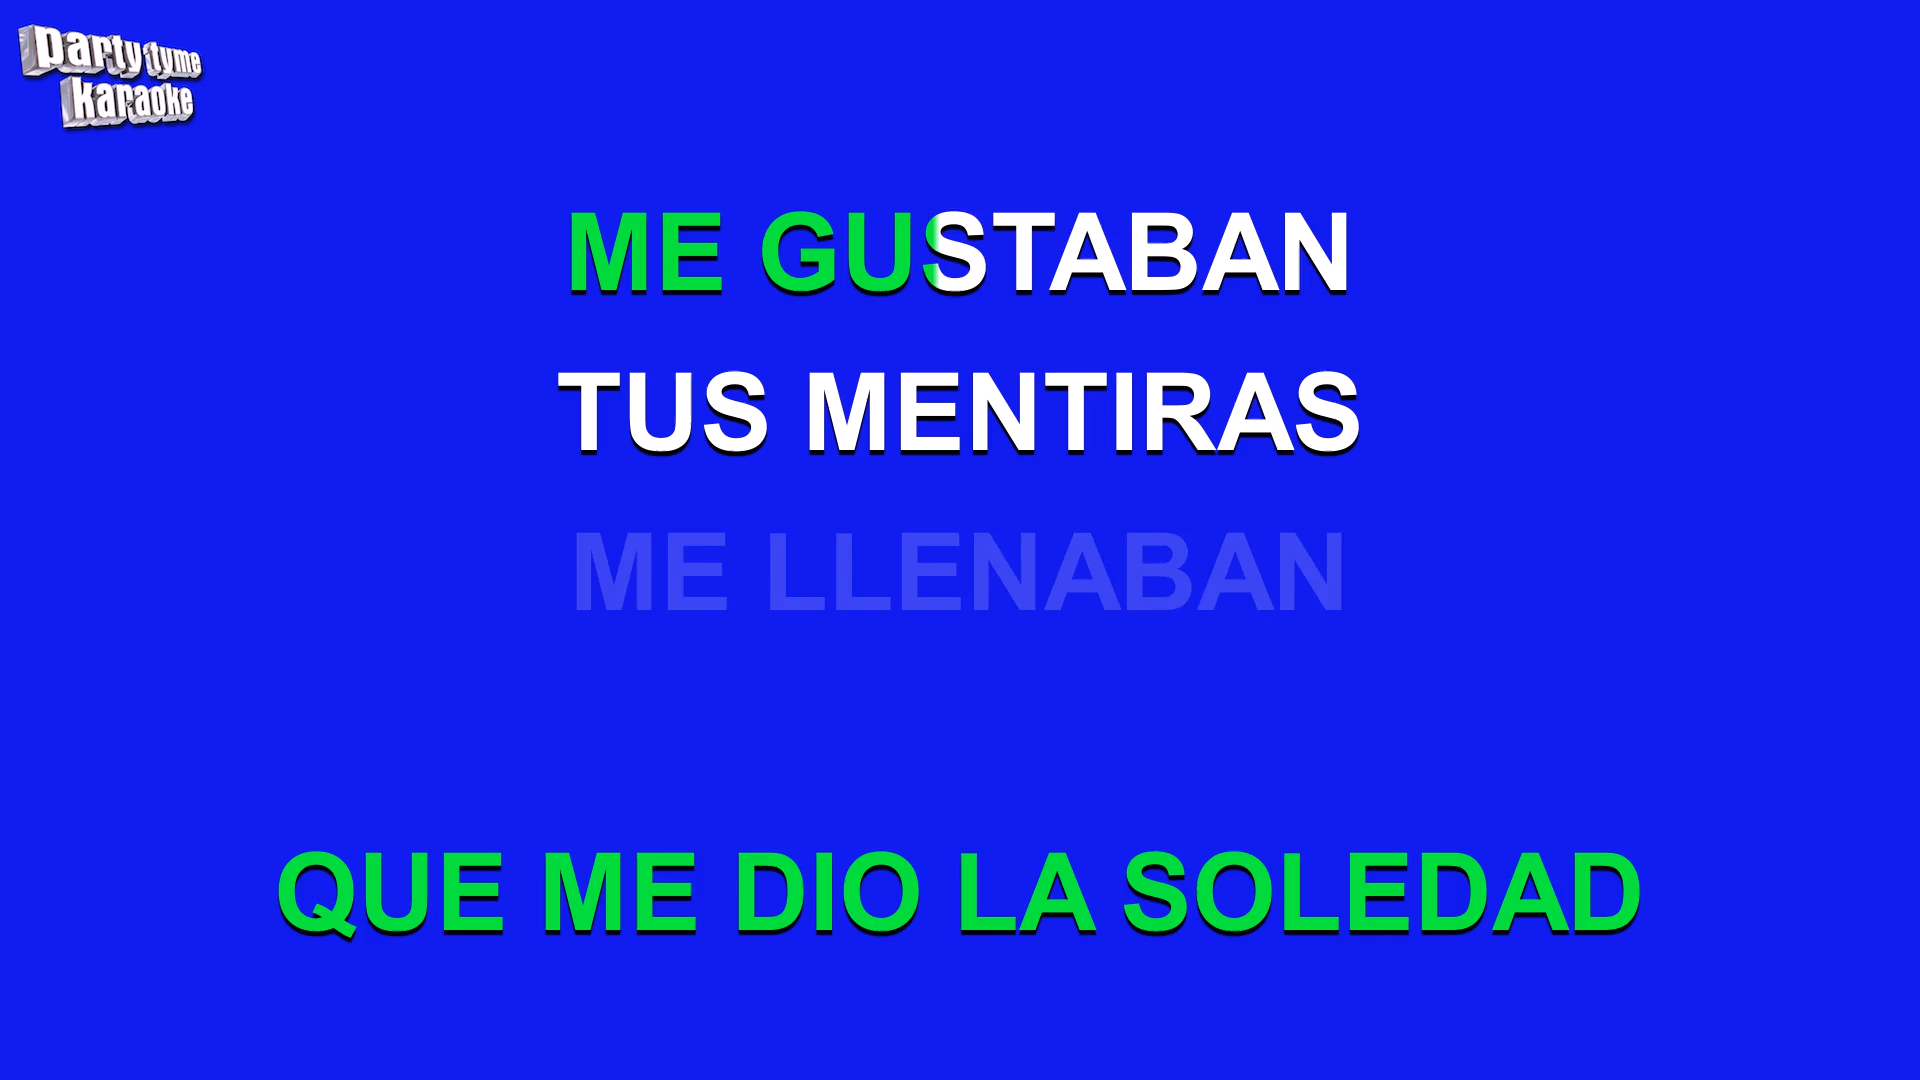 party tyme
karaoke
ME GUSTABAN
TUS MENTIRAS
ME LLENABAN
QUE ME DIO LA SOLEDAD